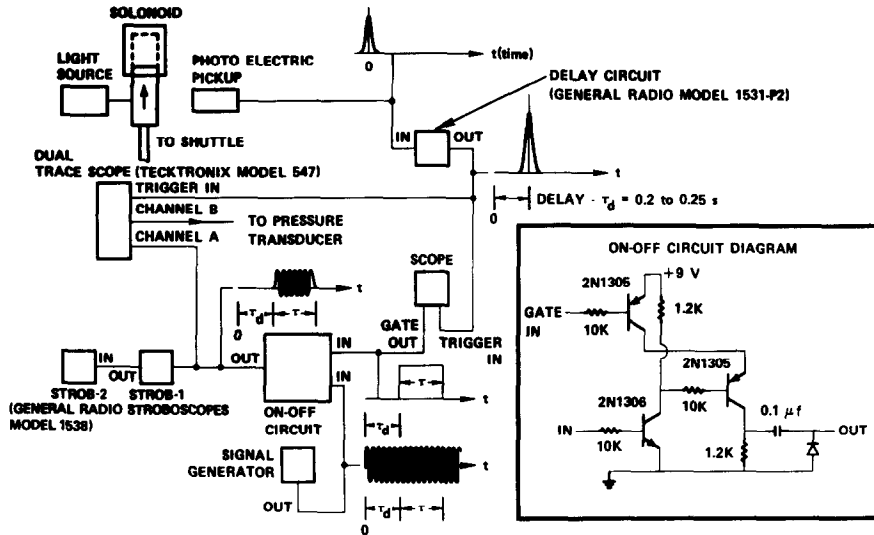 SOLONOID
LIGHT
SOURCE
PHOTO ELECTRIC
PICKUP
0
t(time)
DELAY CIRCUIT
(GENERAL RADIO MODEL 1531-P2)
IN
OUT
TO SHUTTLE
DUAL
TRACE SCOPE (TECKTRONIX MODEL 547)
TRIGGER IN
CHANNEL B
CHANNEL A
TO PRESSURE
TRANSDUCER
t
0
DELAY - τd = 0.2 to 0.25 s
SCOPE
t
τd
τ
0
GATE
OUT
TRIGGER
IN
IN
OUT
STROB-2
STROB-1
(GENERAL RADIO STROBOSCOPES
MODEL 1538)
OUT
IN
IN
ON-OFF
CIRCUIT
τ
t
τd
SIGNAL
GENERATOR
OUT
t
τd
τ
0
ON-OFF CIRCUIT DIAGRAM
+9 V
2N1305
1.2K
GATE
IN
10K
2N1305
10K
2N1306
0.1 μf
IN
10K
1.2K
OUT